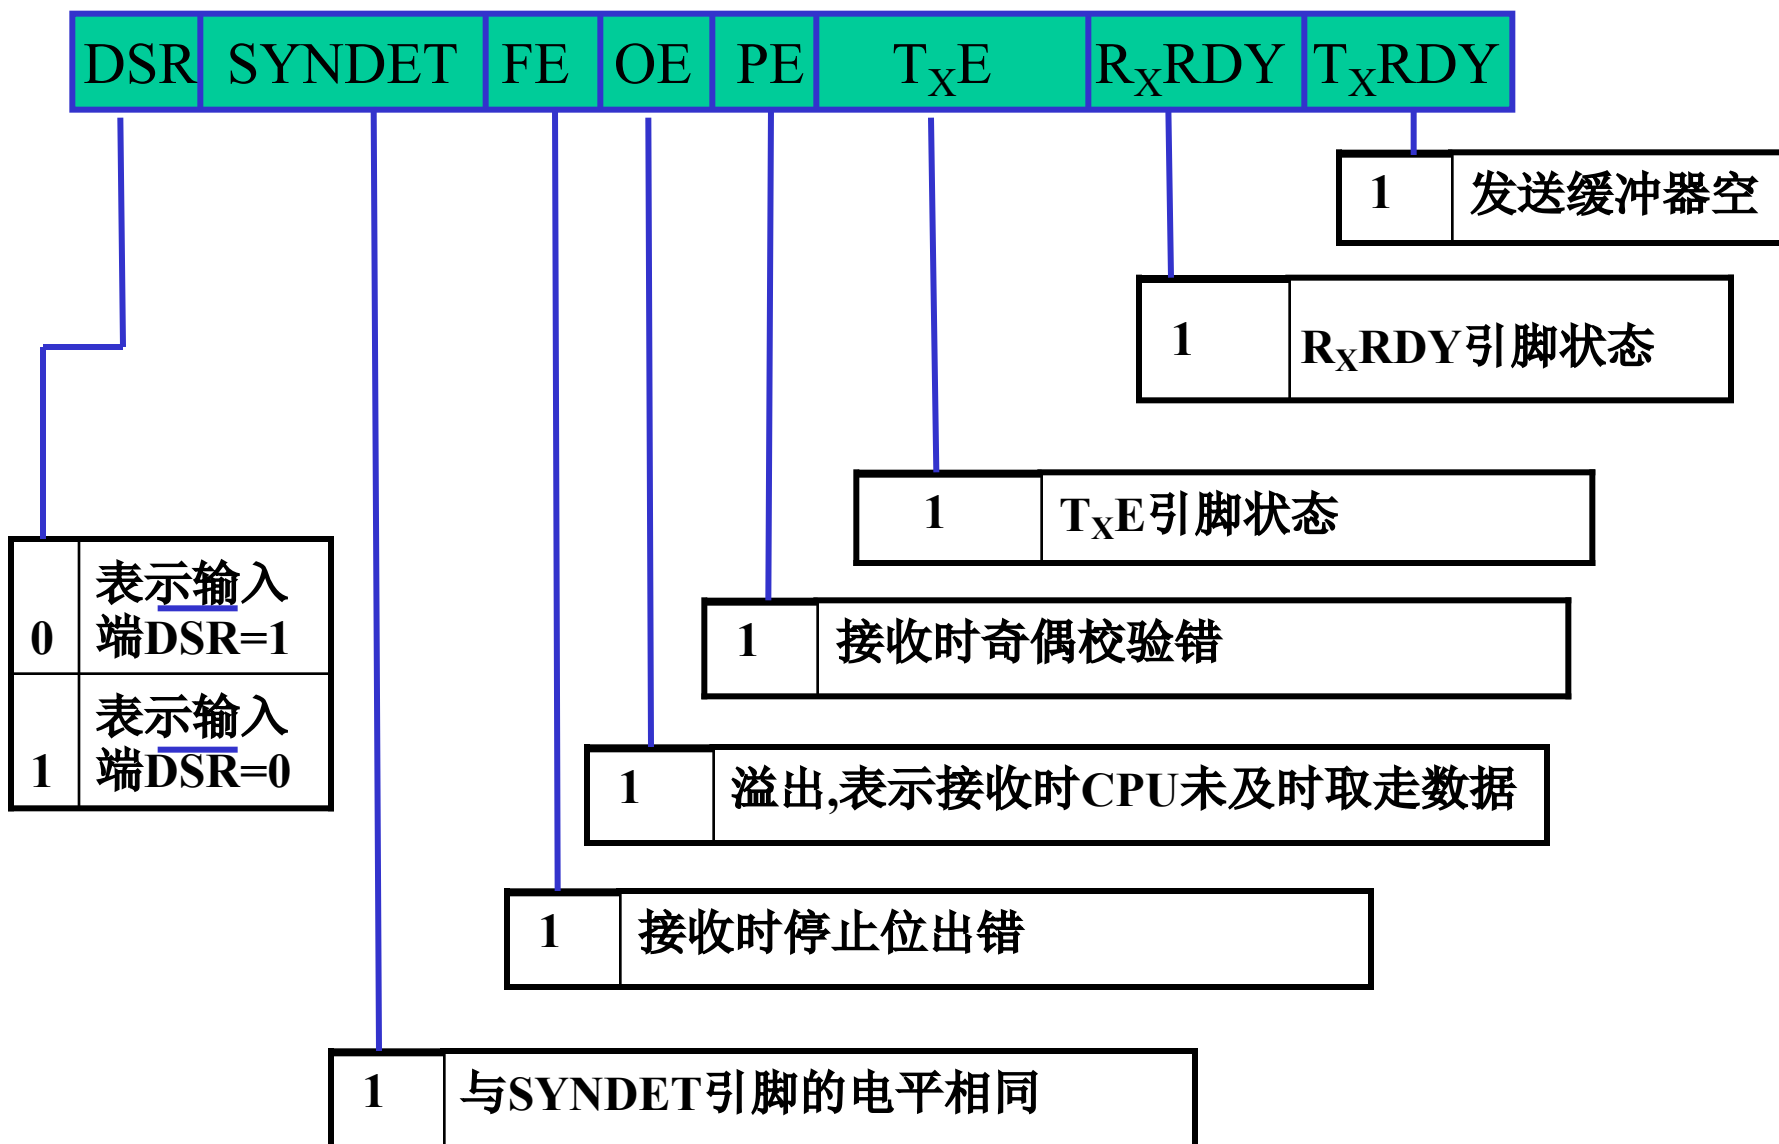 DSR SYNDET FE OE PE TXE RXRDY TXRDY
1 发送缓冲器空
1 RXRDY引脚状态
1 TXE引脚状态
表示输入
0 端DSR=1
表示输入
1 端DSR=0
1 接收时奇偶校验错
1 溢出,表示接收时CPU未及时取走数据
1 接收时停止位出错
1 与SYNDET引脚的电平相同